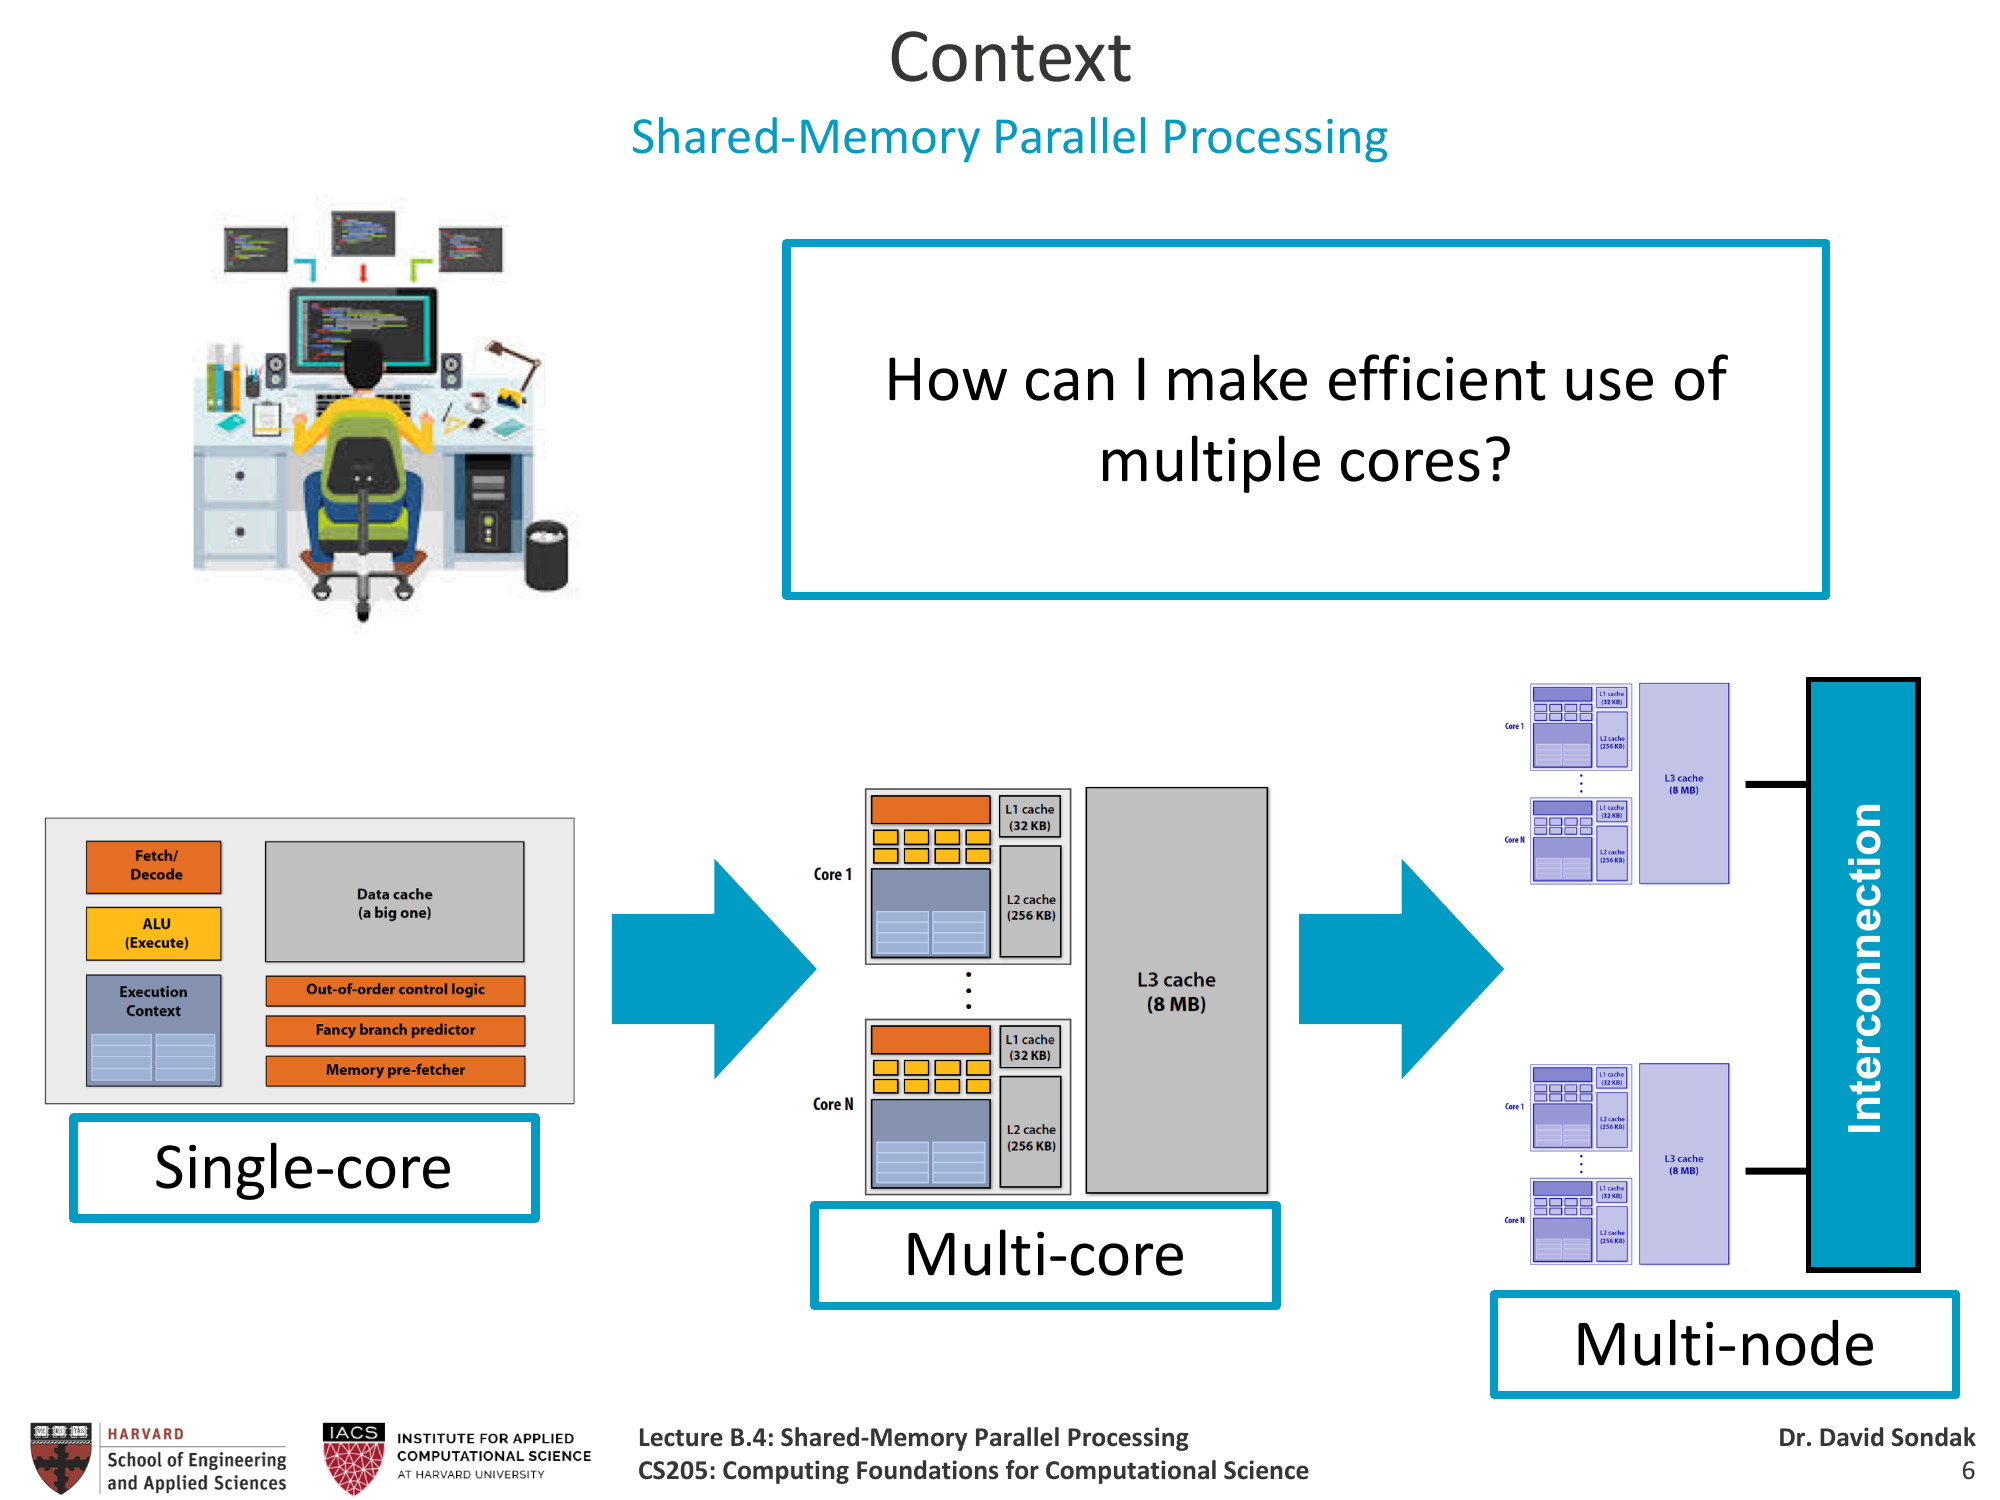 Context
Shared-Memory Parallel Processing
How can I make efficient use of
multiple cores?
Fetch/
Decode
ALU
(Execute)
Execution
Context
Data cache
(a big one)
Out-of-order control logic
Fancy branch predictor
Memory pre-fetcher
Single-core
Core 1
L1 cache
(32 KB)
L2 cache
(256 KB)
Core N
L1 cache
(32 KB)
L2 cache
(256 KB)
L3 cache
(8 MB)
Multi-core
Core 1
L1 cache
(32 KB)
L2 cache
(256 KB)
Core N
L1 cache
(32 KB)
L2 cache
(256 KB)
L3 cache
(8 MB)
Core 1
L1 cache
(32 KB)
L2 cache
(256 KB)
Core N
L1 cache
(32 KB)
L2 cache
(256 KB)
L3 cache
(8 MB)
Interconnection
Multi-node
HARVARD
School of Engineering
and Applied Sciences
IACS
INSTITUTE FOR APPLIED
COMPUTATIONAL SCIENCE
AT HARVARD UNIVERSITY
Lecture B.4: Shared-Memory Parallel Processing
CS205: Computing Foundations for Computational Science
Dr. David Sondak
6